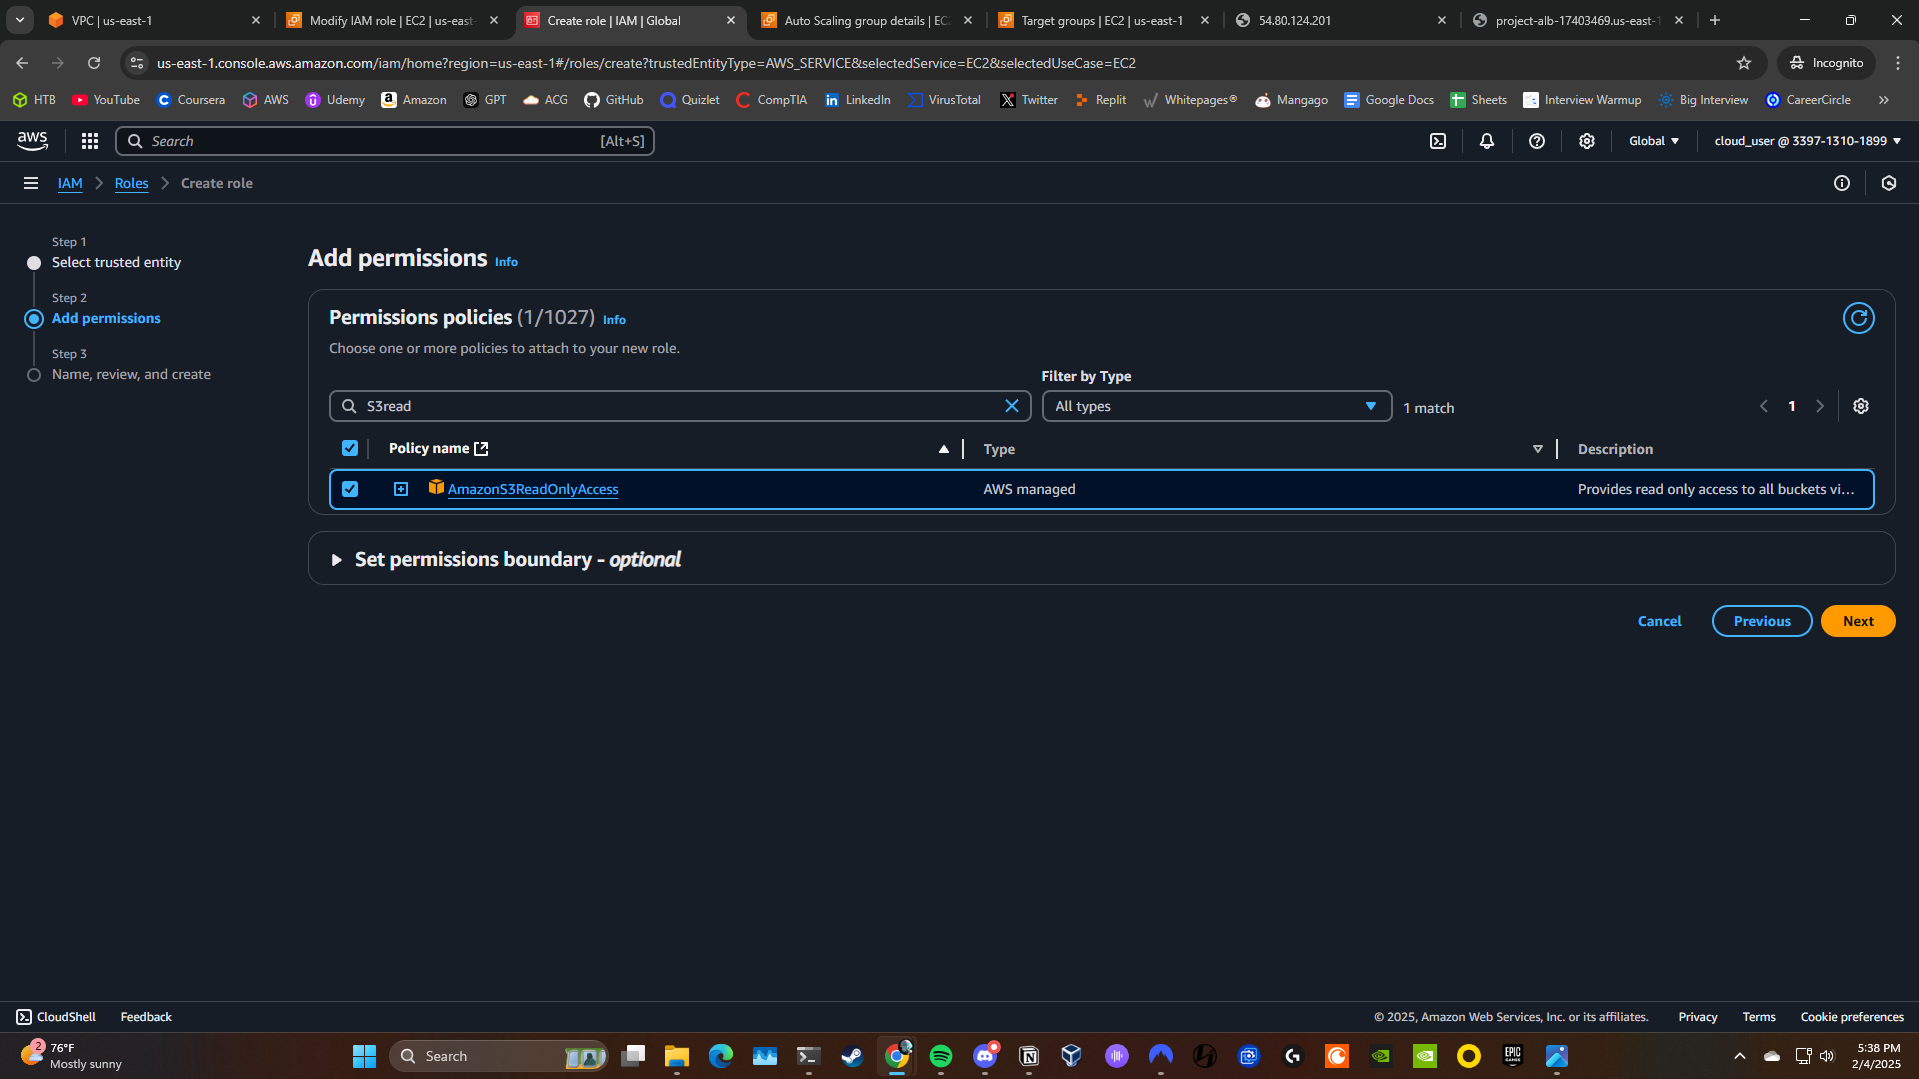 VPC | us-east-1
Modify IAM role | EC2 | us-east-
Create role | IAM | Global
Auto Scaling group details | EC
Target groups | EC2 | us-east-1
54.80.124.201
project-alb-17403469.us-east-1
us-east-1.console.aws.amazon.com/iam/home?region=us-east-1#/roles/create?trustedEntityType=AWS_SERVICE&selectedService=EC2&selectedUseCase=EC2
Incognito
HTB
YouTube
Coursera
AWS
Udemy
Amazon
GPT
ACG
GitHub
Quizlet
CompTIA
LinkedIn
VirusTotal
Twitter
Replit
Whitepages®
Mangago
Google Docs
Sheets
Interview Warmup
Big Interview
CareerCircle
aws
Search
[Alt+S]
Global
cloud_user @ 3397-1310-1899
IAM
Roles
Create role
Step 1
Select trusted entity
Step 2
Add permissions
Step 3
Name, review, and create
Add permissions Info
Permissions policies (1/1027) Info
Choose one or more policies to attach to your new role.
Filter by Type
S3read
All types
1 match
1
Policy name
Type
Description
AmazonS3ReadOnlyAccess
AWS managed
Provides read only access to all buckets vi...
Set permissions boundary - optional
Cancel
Previous
Next
CloudShell
Feedback
© 2025, Amazon Web Services, Inc. or its affiliates.
Privacy
Terms
Cookie preferences
2
76°F
Mostly sunny
Search
EPIC GAMES
5:38 PM
2/4/2025